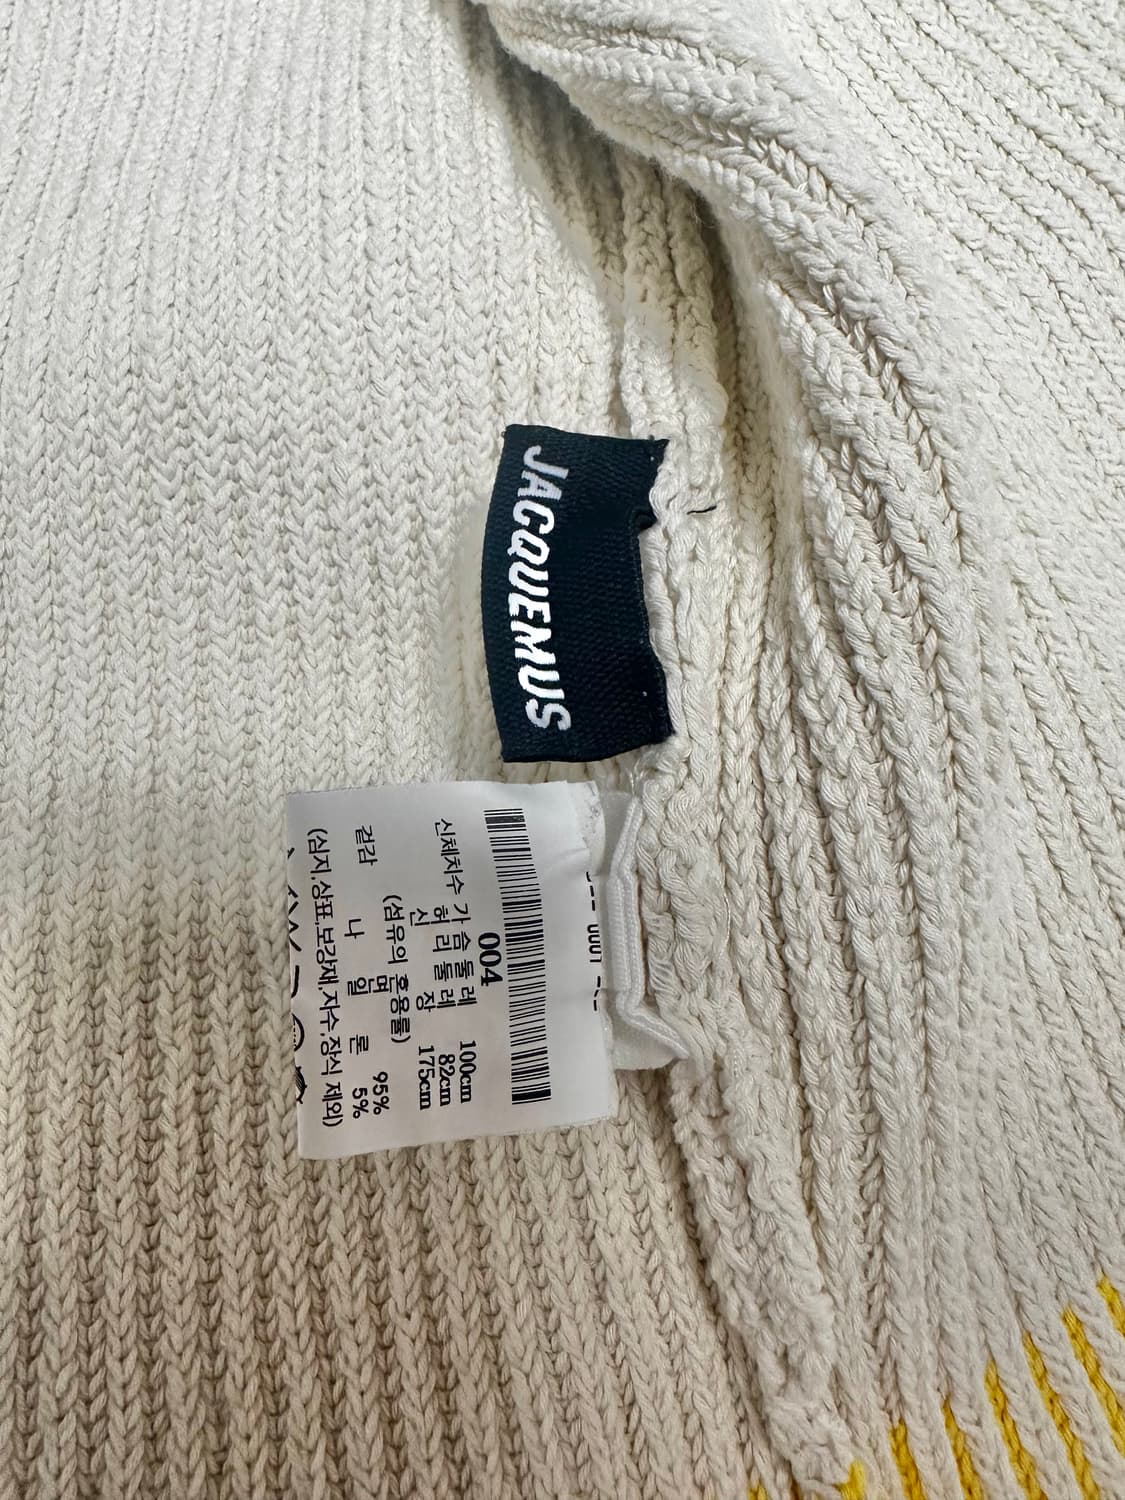 JACQUEMUS
004
신체치수 가슴둘레 100cm
허리둘레 82cm
신 장 175cm
(섬유의 혼용률)
겉감 면 95%
나 일 론 5%
(심지,상표,보강재,자수,장식 제외)